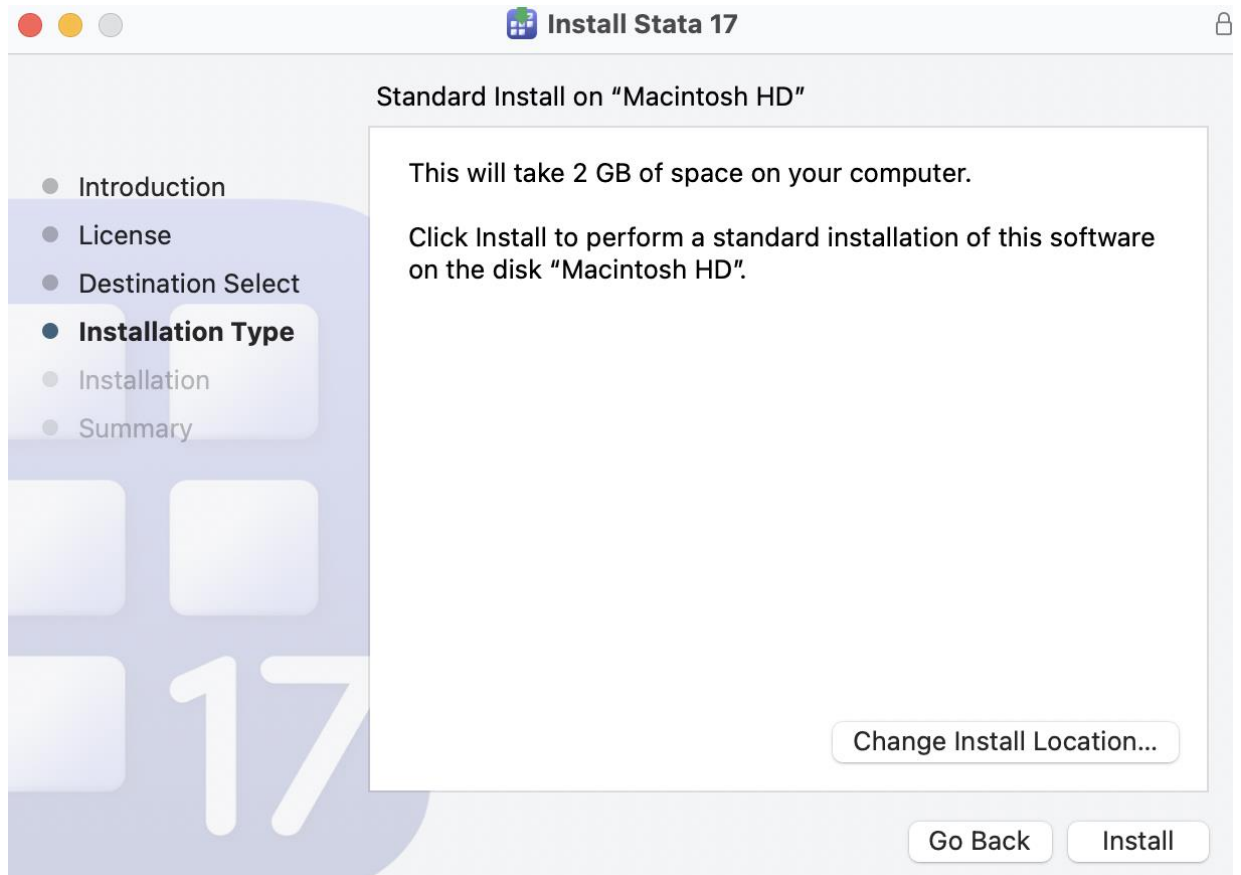 Install Stata 17
Standard Install on “Macintosh HD”
Introduction
License
Destination Select
Installation Type
Installation
Summary
This will take 2 GB of space on your computer.
Click Install to perform a standard installation of this software
on the disk “Macintosh HD”.
17
Change Install Location...
Go Back
Install